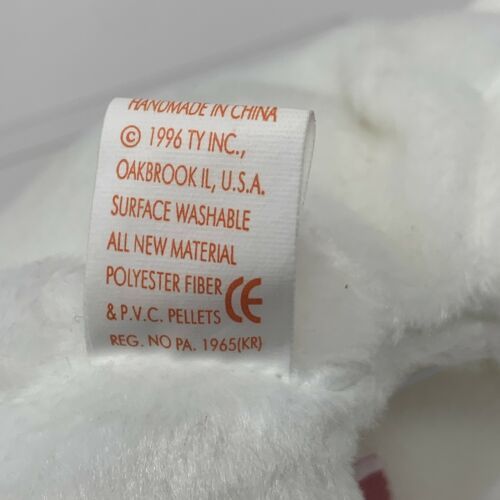 HANDMADE IN CHINA
© 1996 TY INC.,
OAKBROOK IL, U.S.A.
SURFACE WASHABLE
ALL NEW MATERIAL
POLYESTER FIBER
& P.V.C. PELLETS CE
REG. NO PA. 1965(KR)